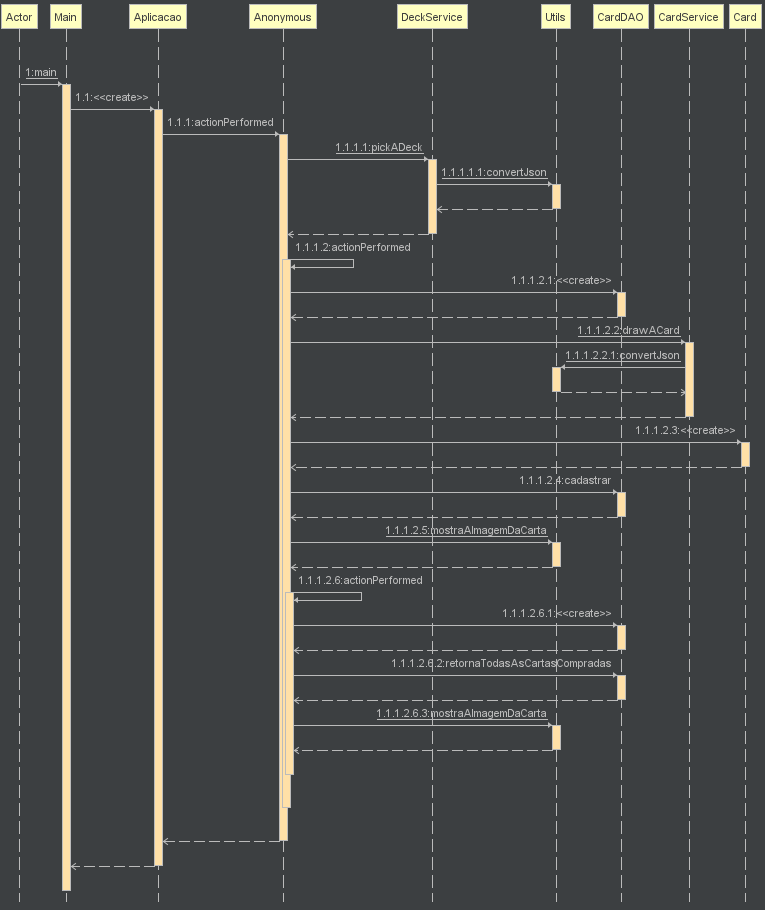 Actor
Main
Aplicacao
Anonymous
DeckService
Utils
CardDAO
CardService
Card
1:main
1.1:<<create>>
1.1.1:actionPerformed
1.1.1.1:pickADeck
1.1.1.1.1:convertJson
1.1.1.2:actionPerformed
1.1.1.2.1:<<create>>
1.1.1.2.2:drawACard
1.1.1.2.2.1:convertJson
1.1.1.2.3:<<create>>
1.1.1.2.4:cadastrar
1.1.1.2.5:mostraAImagemDaCarta
1.1.1.2.6:actionPerformed
1.1.1.2.6.1:<<create>>
1.1.1.2.6.2:retornaTodasAsCartasCompradas
1.1.1.2.6.3:mostraAImagemDaCarta